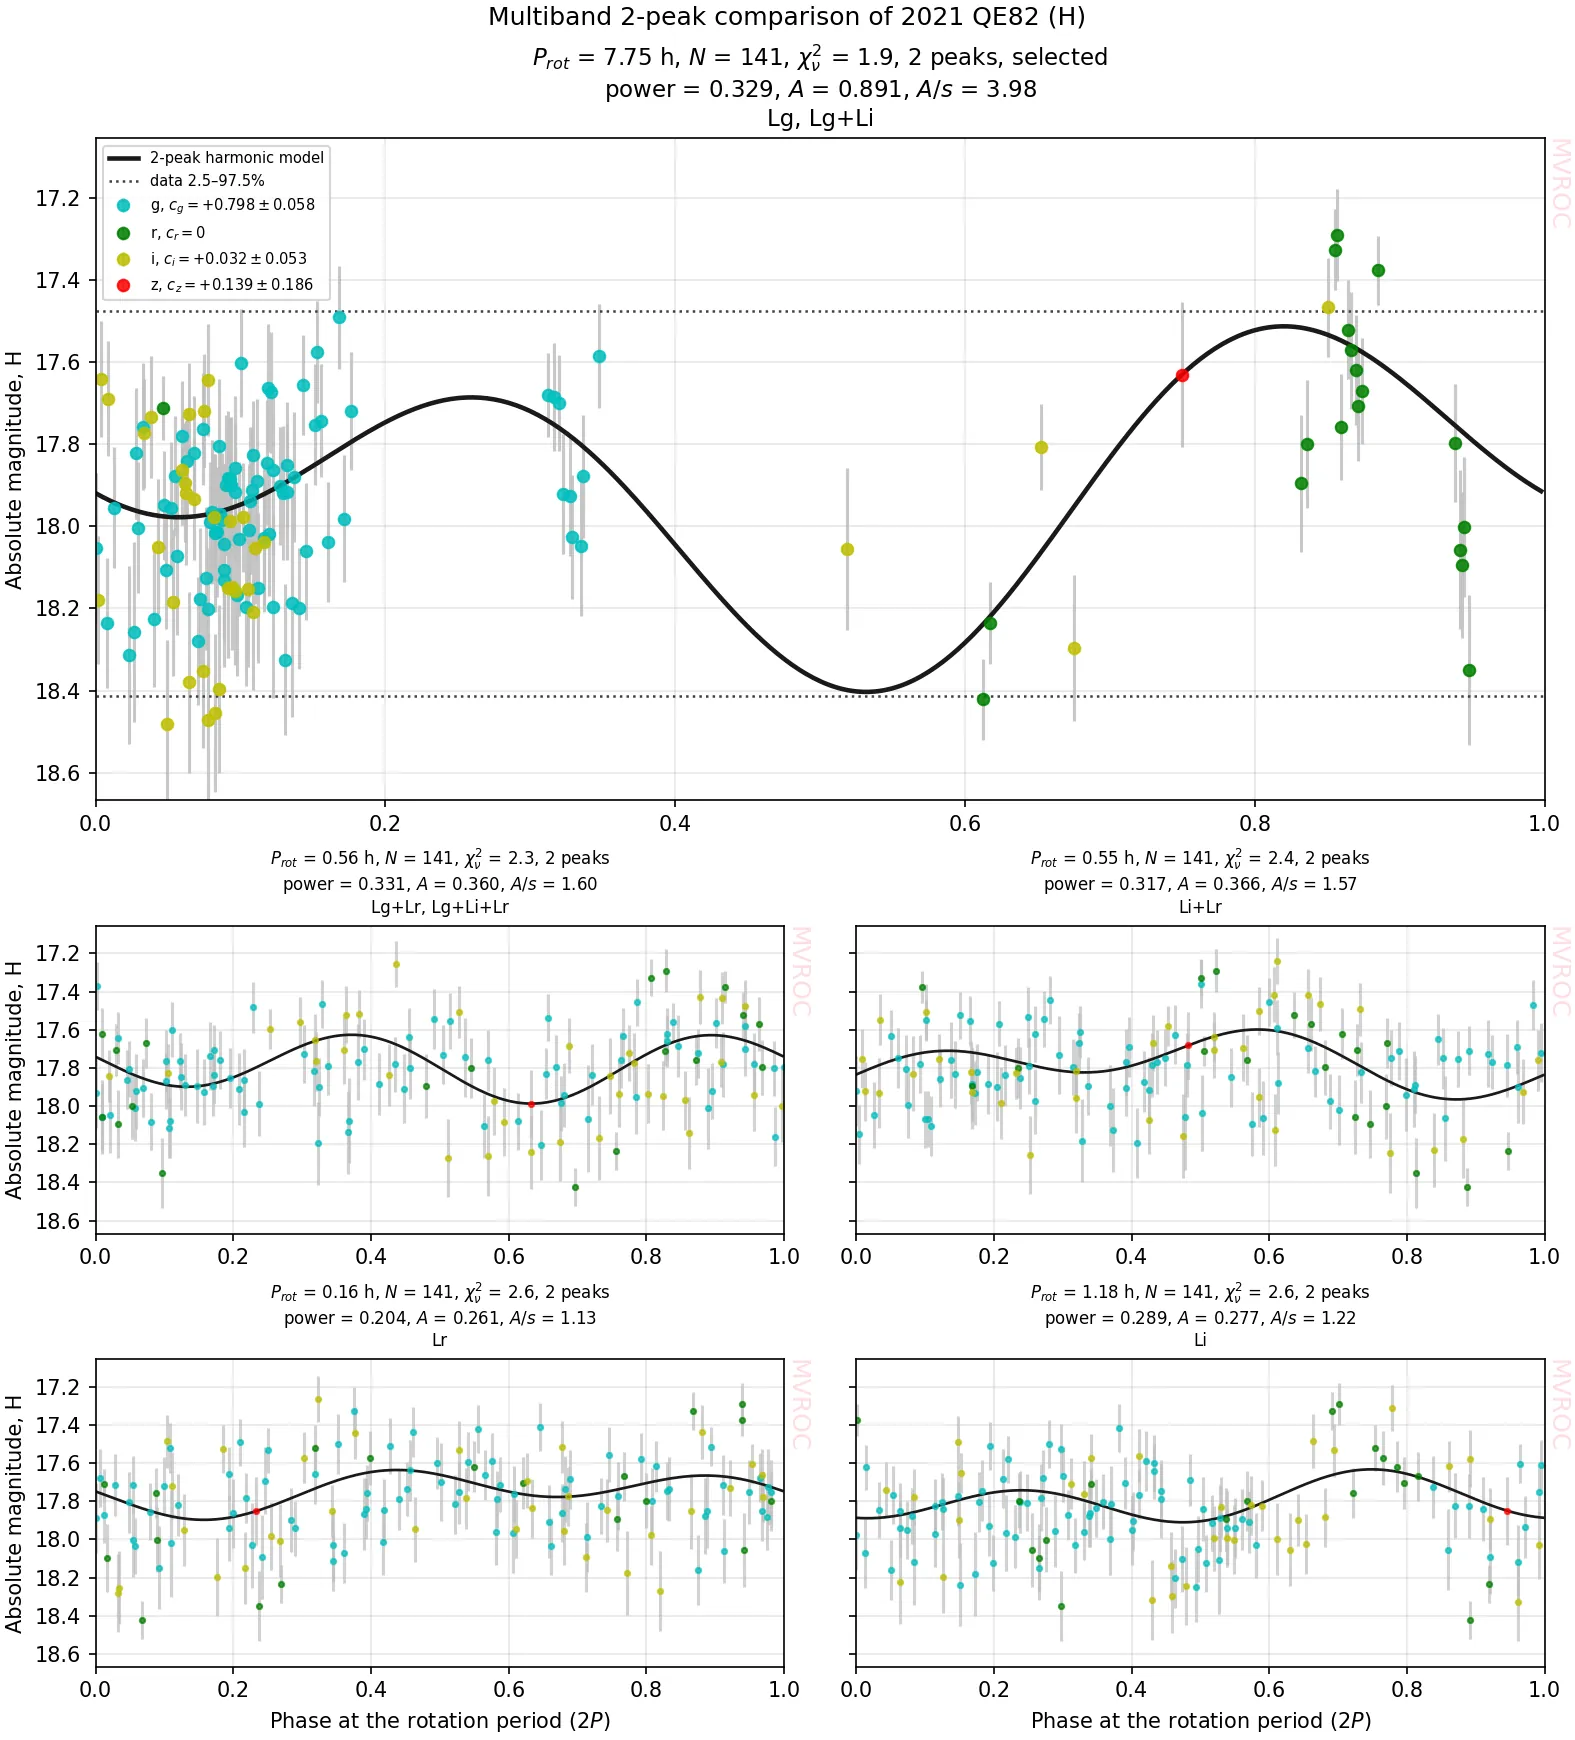 Multiband 2-peak comparison of 2021 QE82 (H)
P_rot = 7.75 h, N = 141, χ²_ν = 1.9, 2 peaks, selected
power = 0.329, A = 0.891, A/s = 3.98
Lg, Lg+Li
2-peak harmonic model
data 2.5–97.5%
g, c_g = +0.798 ± 0.058
r, c_r = 0
i, c_i = +0.032 ± 0.053
z, c_z = +0.139 ± 0.186
MVROC
Absolute magnitude, H
17.2
17.4
17.6
17.8
18.0
18.2
18.4
18.6
0.0 0.2 0.4 0.6 0.8 1.0
P_rot = 0.56 h, N = 141, χ²_ν = 2.3, 2 peaks
power = 0.331, A = 0.360, A/s = 1.60
Lg+Lr, Lg+Li+Lr
MVROC
Absolute magnitude, H
17.2
17.4
17.6
17.8
18.0
18.2
18.4
18.6
0.0 0.2 0.4 0.6 0.8 1.0
P_rot = 0.55 h, N = 141, χ²_ν = 2.4, 2 peaks
power = 0.317, A = 0.366, A/s = 1.57
Li+Lr
MVROC
0.0 0.2 0.4 0.6 0.8 1.0
P_rot = 0.16 h, N = 141, χ²_ν = 2.6, 2 peaks
power = 0.204, A = 0.261, A/s = 1.13
Lr
MVROC
Absolute magnitude, H
17.2
17.4
17.6
17.8
18.0
18.2
18.4
18.6
0.0 0.2 0.4 0.6 0.8 1.0
Phase at the rotation period (2P)
P_rot = 1.18 h, N = 141, χ²_ν = 2.6, 2 peaks
power = 0.289, A = 0.277, A/s = 1.22
Li
MVROC
0.0 0.2 0.4 0.6 0.8 1.0
Phase at the rotation period (2P)